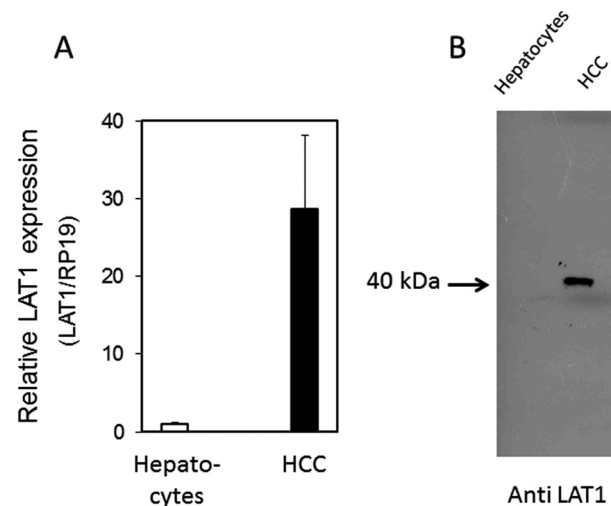 A
Relative LAT1 expression
(LAT1/RP19)
40
30
20
10
0
Hepato-
cytes
HCC
B
Hepatocytes
HCC
40 kDa
Anti LAT1